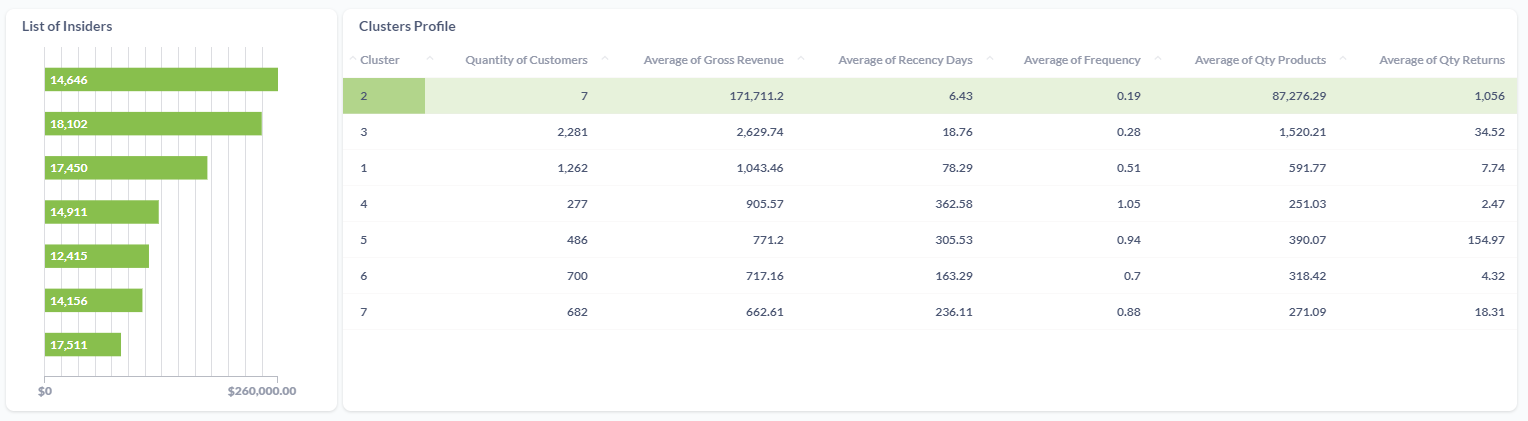 List of Insiders
14,646
18,102
17,450
14,911
12,415
14,156
17,511
$0 $260,000.00
Clusters Profile
Cluster Quantity of Customers Average of Gross Revenue Average of Recency Days Average of Frequency Average of Qty Products Average of Qty Returns
2 7 171,711.2 6.43 0.19 87,276.29 1,056
3 2,281 2,629.74 18.76 0.28 1,520.21 34.52
1 1,262 1,043.46 78.29 0.51 591.77 7.74
4 277 905.57 362.58 1.05 251.03 2.47
5 486 771.2 305.53 0.94 390.07 154.97
6 700 717.16 163.29 0.7 318.42 4.32
7 682 662.61 236.11 0.88 271.09 18.31